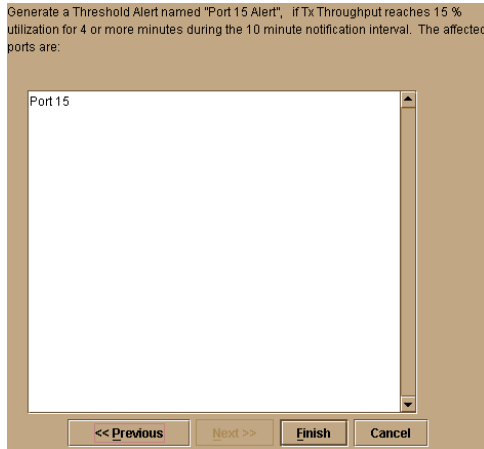 Generate a Threshold Alert named "Port 15 Alert",  if Tx Throughput reaches 15 %
utilization for 4 or more minutes during the 10 minute notification interval.  The affected
ports are:
Port 15
<< Previous Next >> Finish Cancel